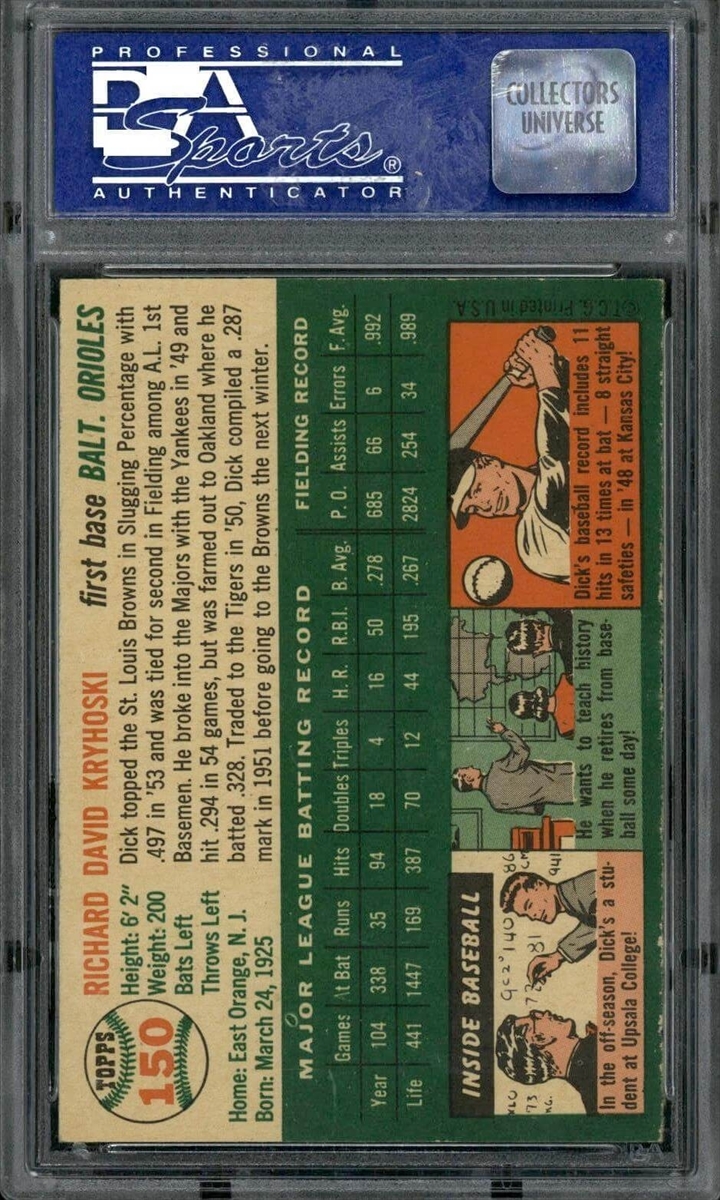 PROFESSIONAL
PSA
Sports®
AUTHENTICATOR
COLLECTORS
UNIVERSE
TOPPS
150
RICHARD DAVID KRYHOSKI first base BALT. ORIOLES
Height: 6' 2"
Weight: 200
Bats Left
Throws Left
Home: East Orange, N. J.
Born: March 24, 1925
Dick topped the St. Louis Browns in Slugging Percentage with
.497 in '53 and was tied for second in Fielding among A.L. 1st
Basemen. He broke into the Majors with the Yankees in '49 and
hit .294 in 54 games, but was farmed out to Oakland where he
batted .328. Traded to the Tigers in '50, Dick compiled a .287
mark in 1951 before going to the Browns the next winter.
MAJOR LEAGUE BATTING RECORD FIELDING RECORD
Games At Bat Runs Hits Doubles Triples H. R. R.B.I. B. Avg. P. O. Assists Errors F. Avg.
Year 104 338 35 94 18 4 16 50 .278 685 66 6 .992
Life 441 1447 169 387 70 12 44 195 .267 2824 254 34 .989
INSIDE BASEBALL
In the off-season, Dick's a stu-
dent at Upsala College!
He wants to teach history
when he retires from base-
ball some day!
Dick's baseball record includes 11
hits in 13 times at bat — 8 straight
safeties — in '48 at Kansas City!
©T.C.G. Printed in U.S.A.